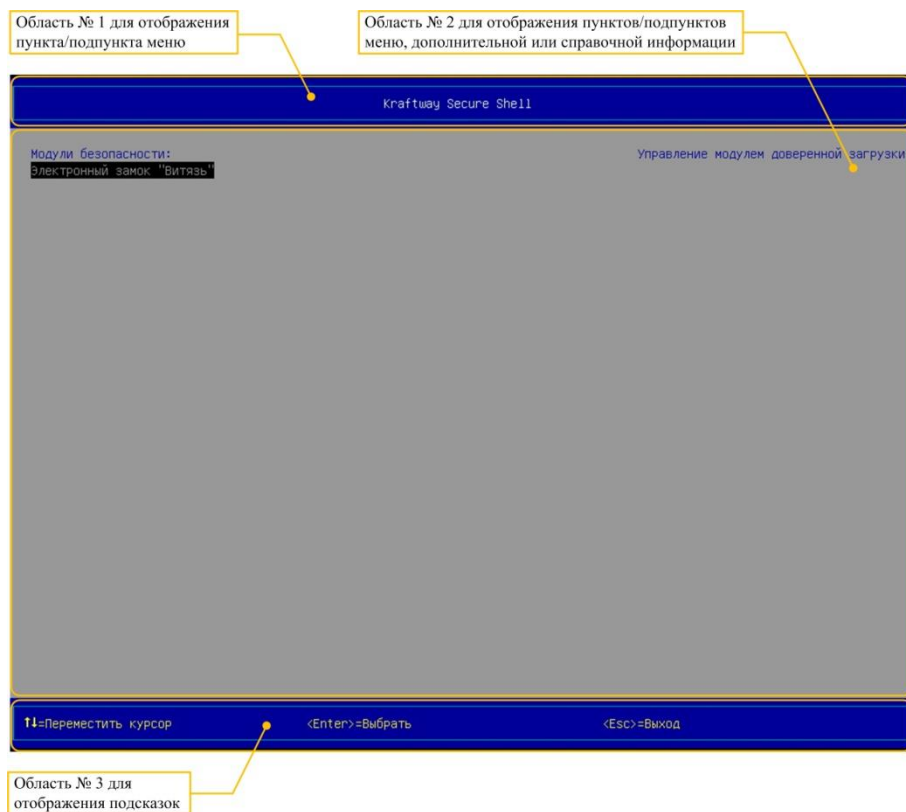 Область № 1 для отображения
пункта/подпункта меню
Область № 2 для отображения пунктов/подпунктов
меню, дополнительной или справочной информации
Kraftway Secure Shell
Модули безопасности:
Управление модулем доверенной загрузки
Электронный замок "Витязь"
↑↓=Переместить курсор
<Enter>=Выбрать
<Esc>=Выход
Область № 3 для
отображения подсказок